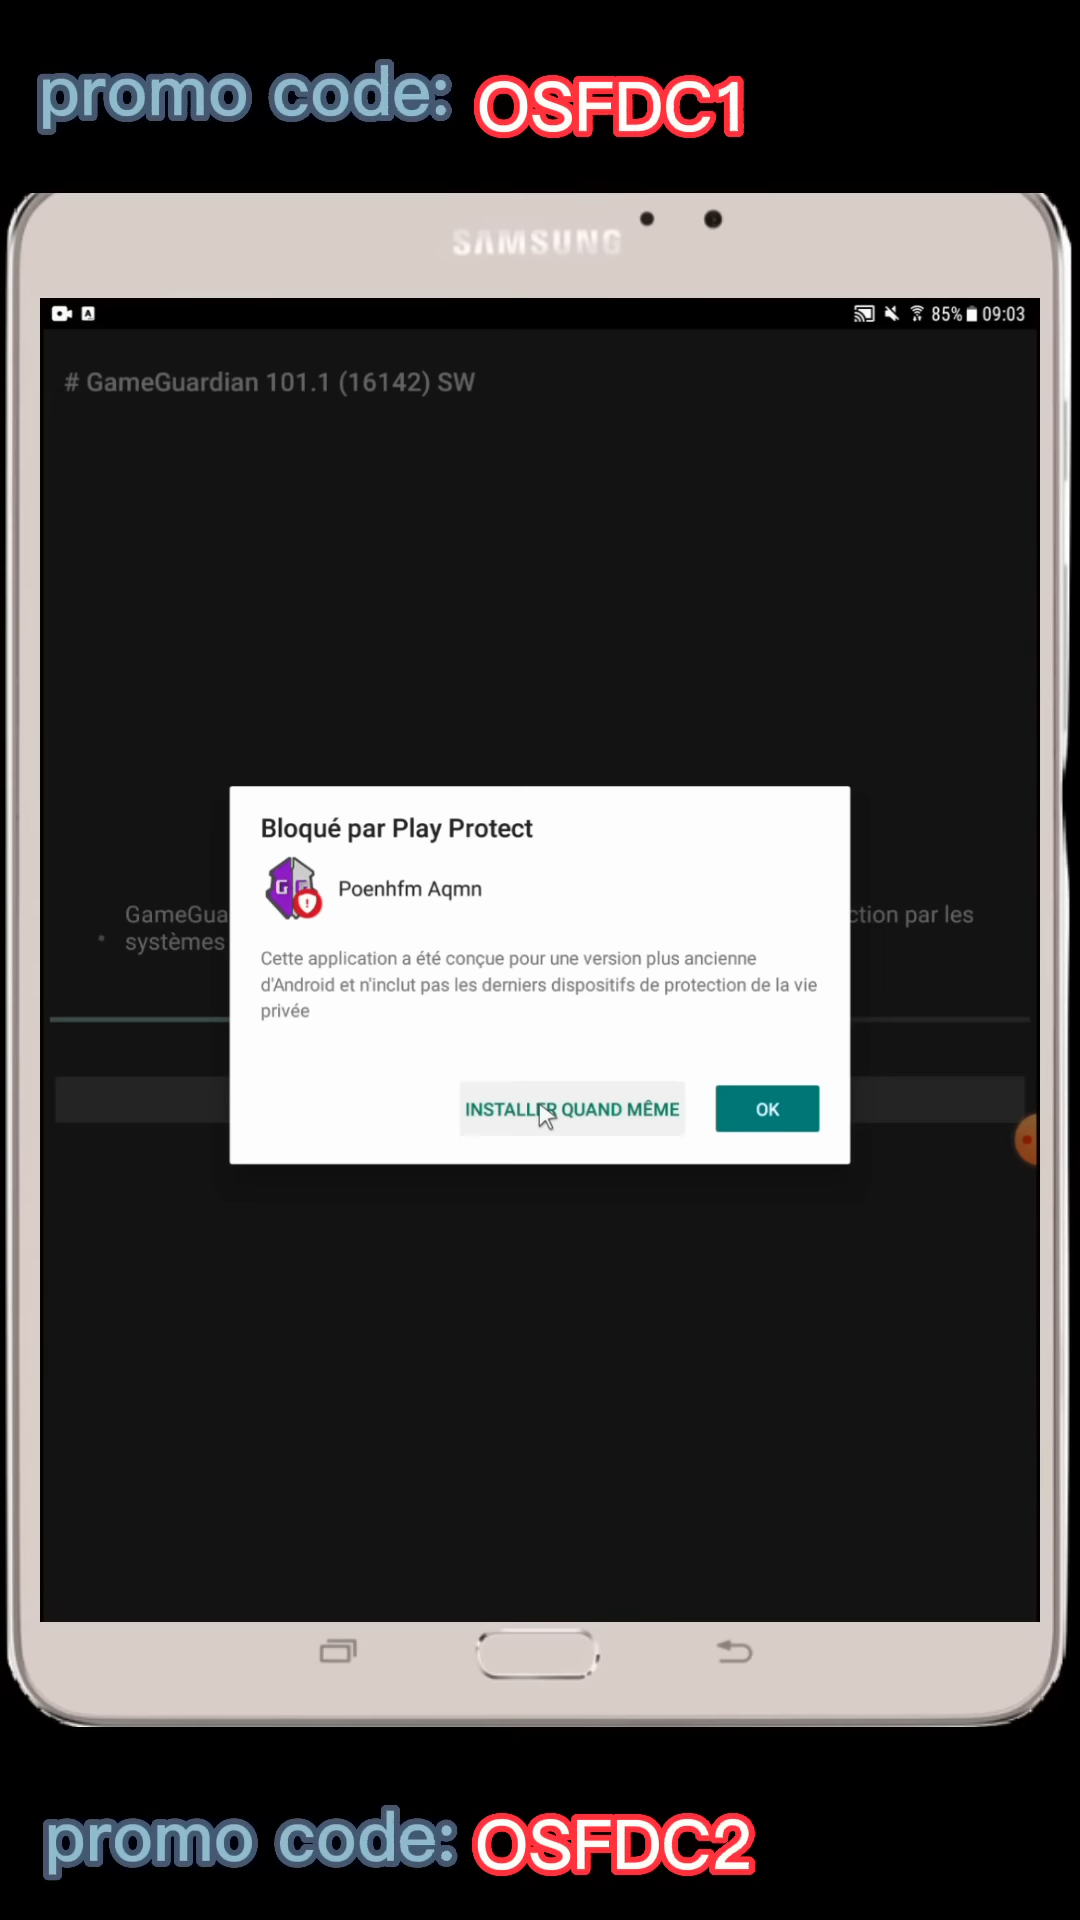 promo code: OSFDC1
SAMSUNG
85% 09:03
# GameGuardian 101.1 (16142) SW
Bloqué par Play Protect
Poenhfm Aqmn
GameGua
ction par les
systèmes
Cette application a été conçue pour une version plus ancienne
d'Android et n'inclut pas les derniers dispositifs de protection de la vie
privée
INSTALLER QUAND MÊME
OK
promo code: OSFDC2